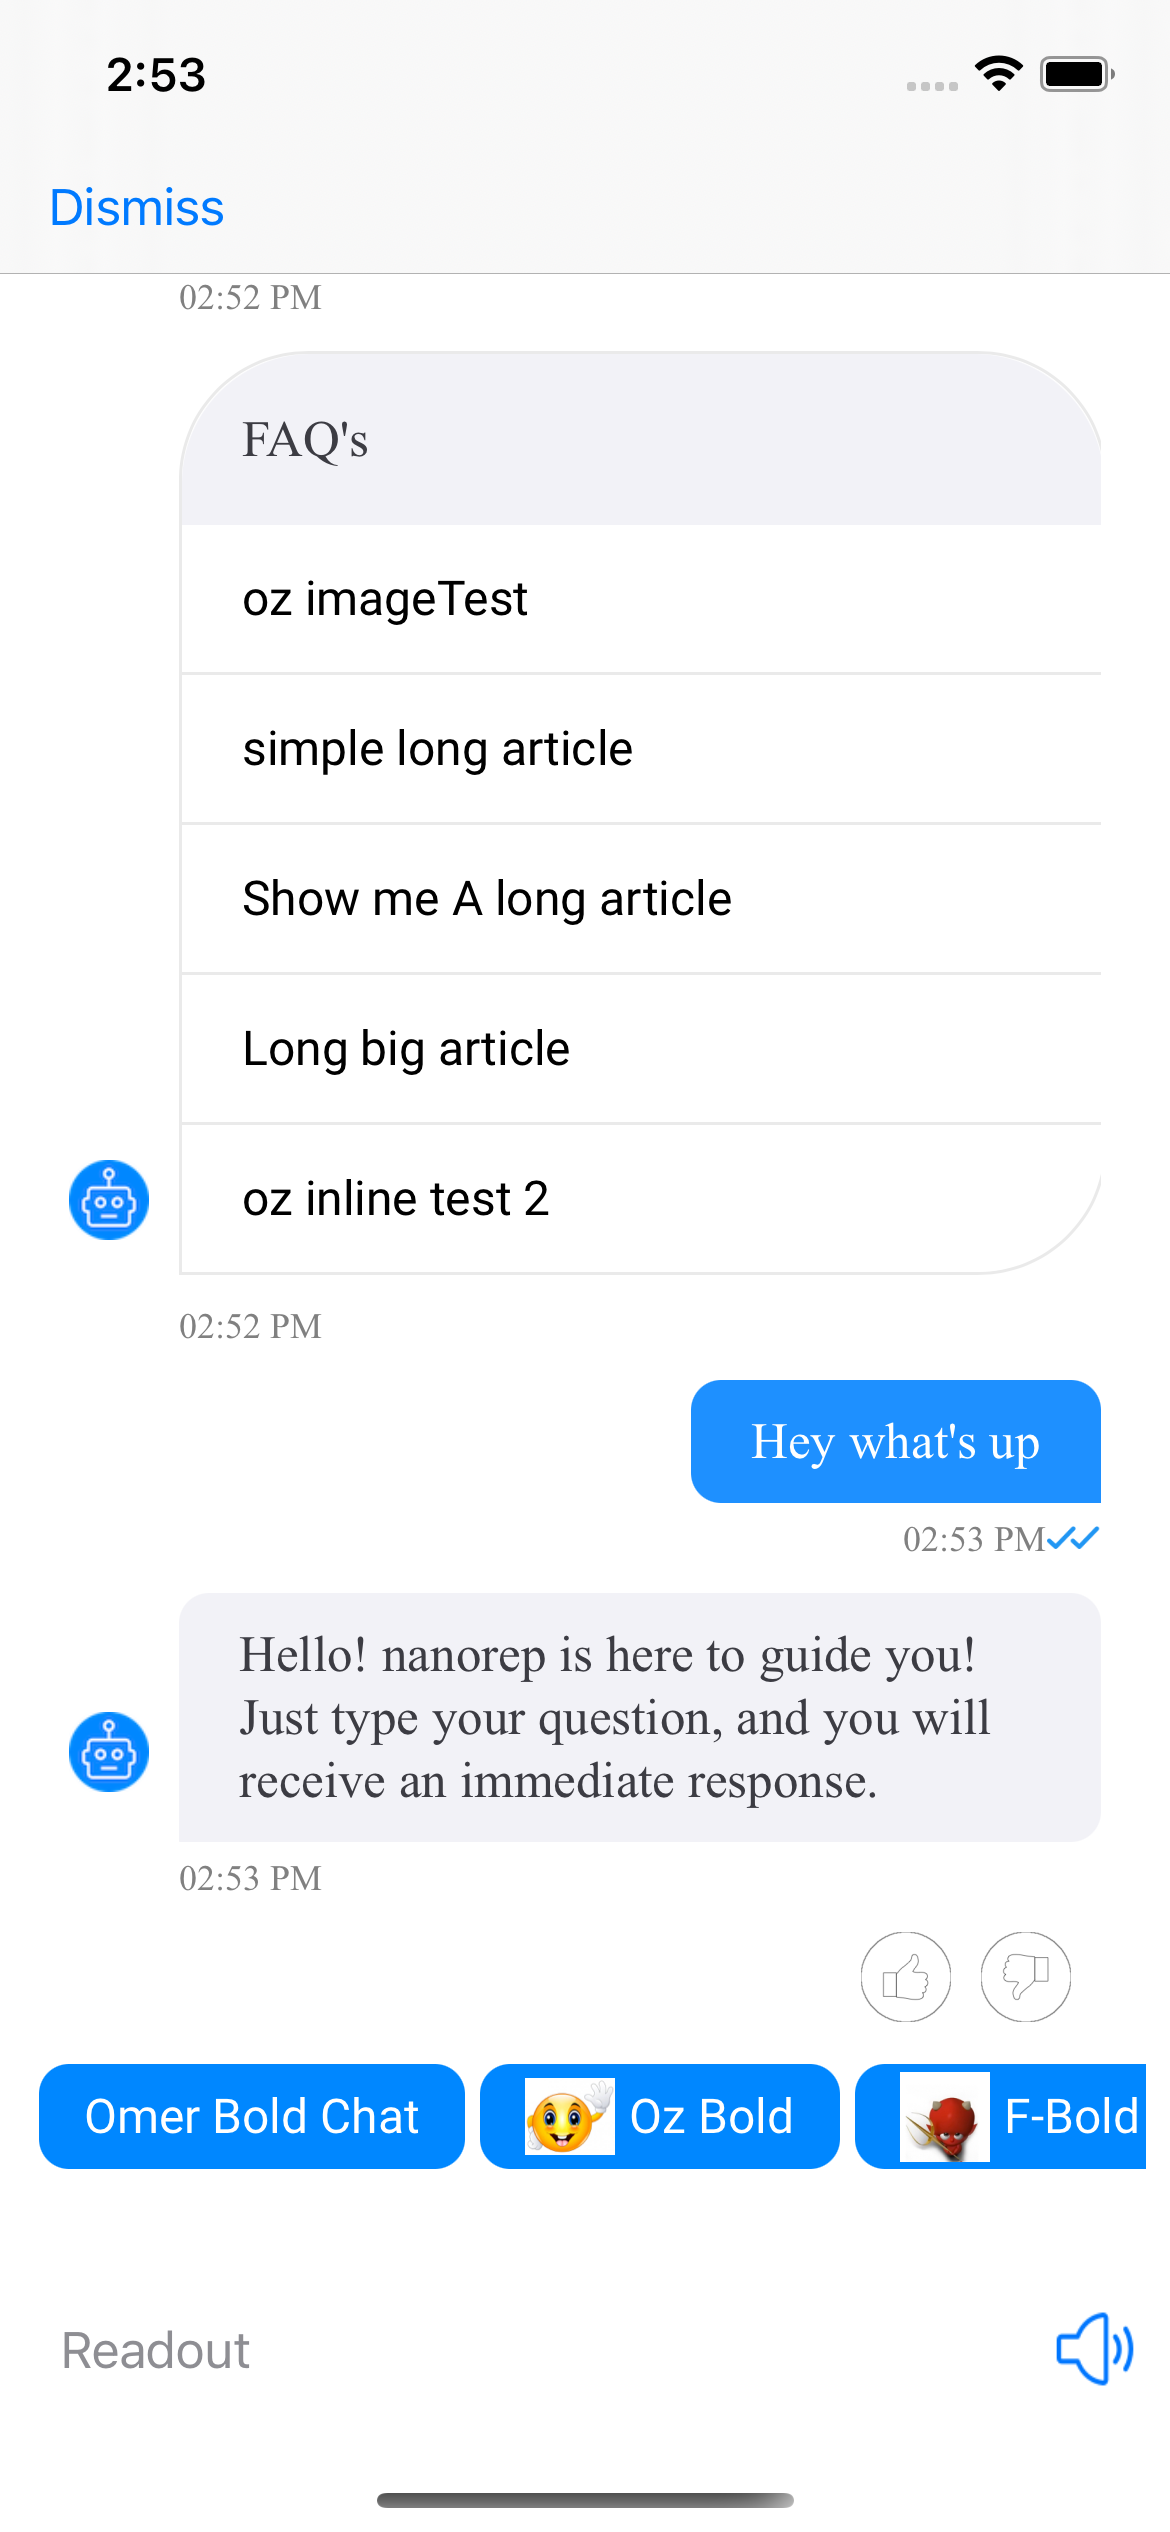 2:53
Dismiss
02:52 PM
FAQ's
oz imageTest
simple long article
Show me A long article
Long big article
oz inline test 2
02:52 PM
Hey what's up
02:53 PM
Hello! nanorep is here to guide you!
Just type your question, and you will
receive an immediate response.
02:53 PM
Omer Bold Chat Oz Bold F-Bold
Readout